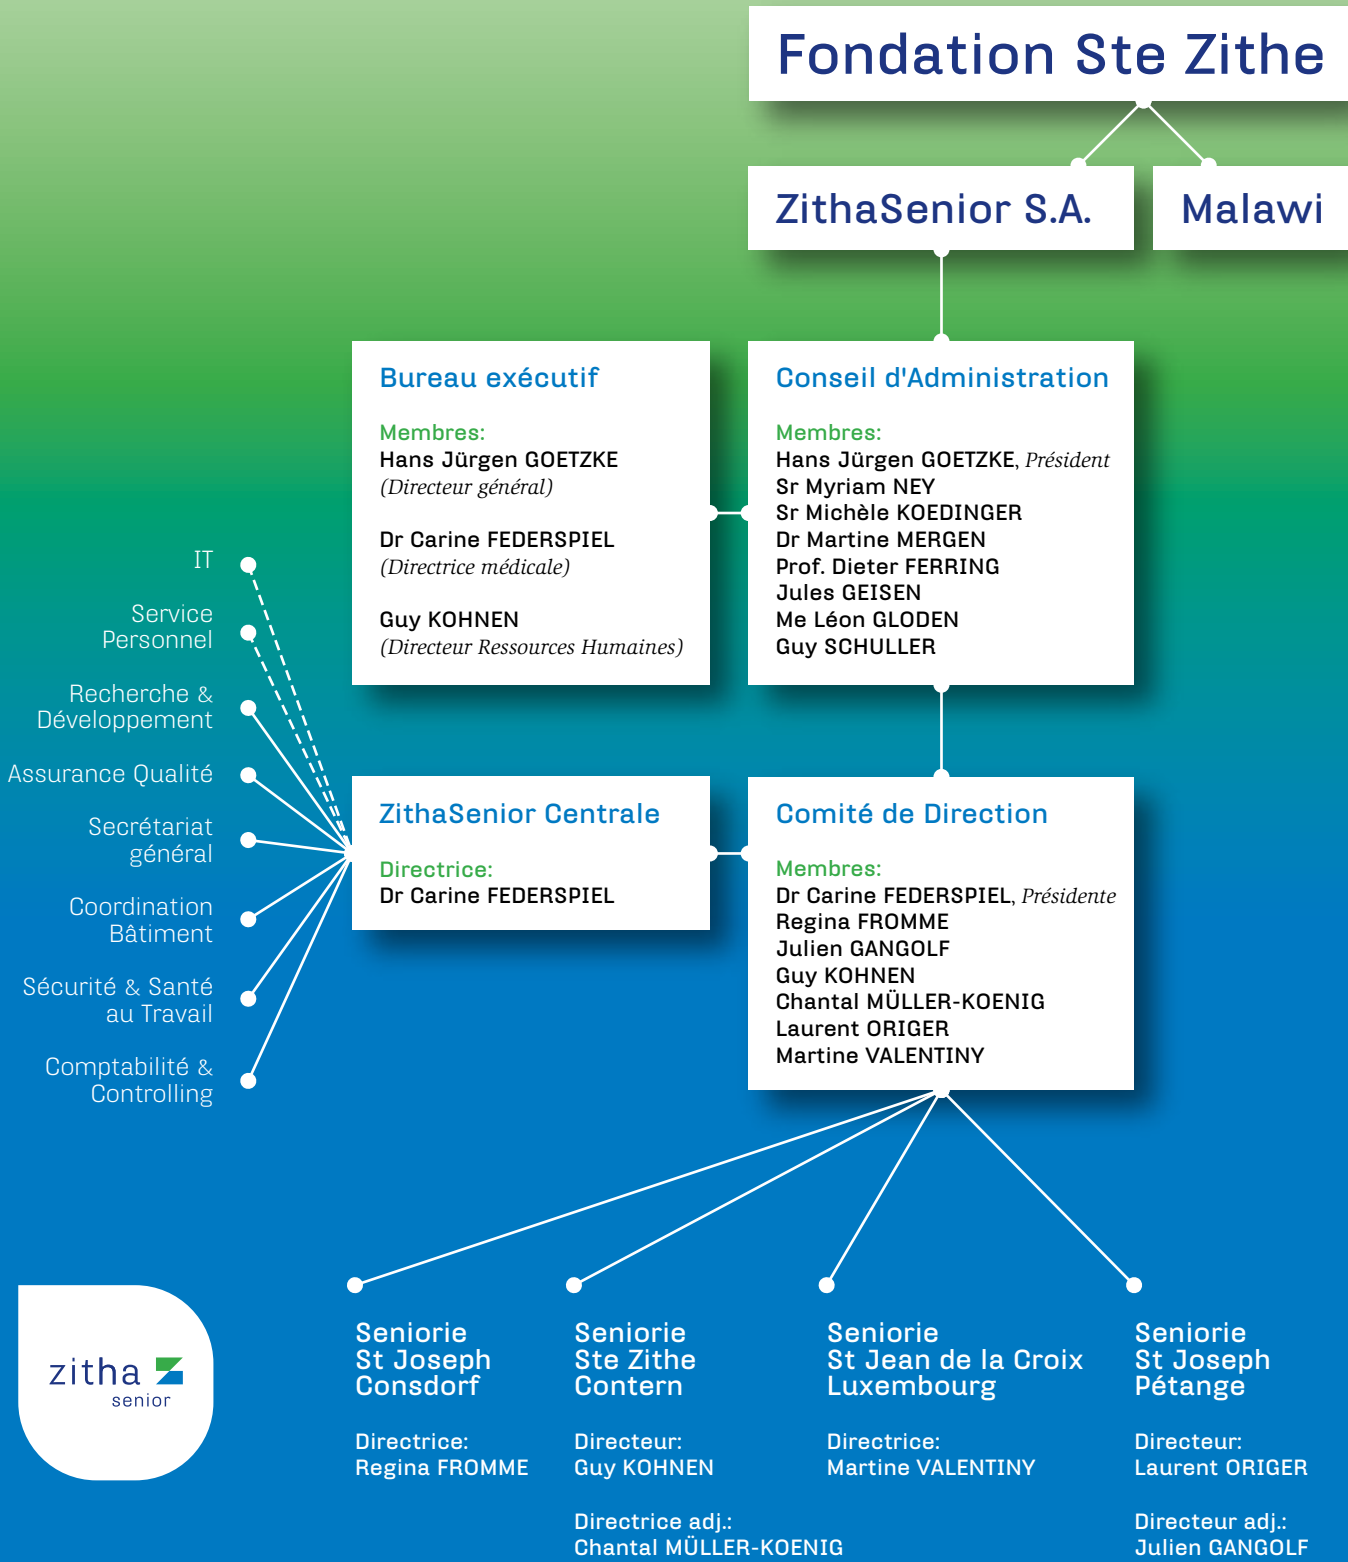 Fondation Ste Zithe
ZithaSenior S.A.
Malawi
Bureau exécutif
Membres:
Hans Jürgen GOETZKE
(Directeur général)
Dr Carine FEDERSPIEL
(Directrice médicale)
Guy KOHNEN
(Directeur Ressources Humaines)
Conseil d'Administration
Membres:
Hans Jürgen GOETZKE, Président
Sr Myriam NEY
Sr Michèle KOEDINGER
Dr Martine MERGEN
Prof. Dieter FERRING
Jules GEISEN
Me Léon GLODEN
Guy SCHULLER
IT
Service
Personnel
Recherche &
Développement
Assurance Qualité
Secrétariat
général
Coordination
Bâtiment
Sécurité & Santé
au Travail
Comptabilité &
Controlling
ZithaSenior Centrale
Directrice:
Dr Carine FEDERSPIEL
Comité de Direction
Membres:
Dr Carine FEDERSPIEL, Présidente
Regina FROMME
Julien GANGOLF
Guy KOHNEN
Chantal MÜLLER-KOENIG
Laurent ORIGER
Martine VALENTINY
zitha
senior
Seniorie
St Joseph
Consdorf
Directrice:
Regina FROMME
Seniorie
Ste Zithe
Contern
Directeur:
Guy KOHNEN
Directrice adj.:
Chantal MÜLLER-KOENIG
Seniorie
St Jean de la Croix
Luxembourg
Directrice:
Martine VALENTINY
Seniorie
St Joseph
Pétange
Directeur:
Laurent ORIGER
Directeur adj.:
Julien GANGOLF